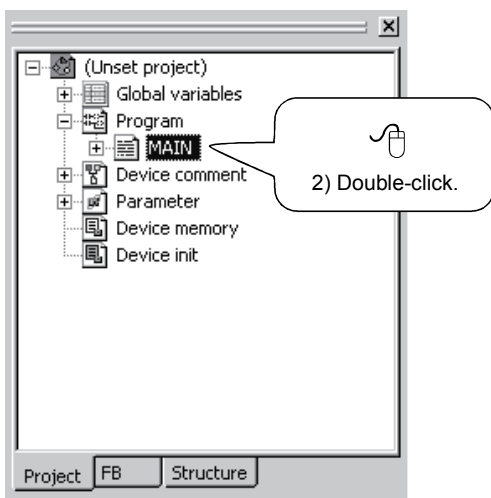 (Unset project)
Global variables
Program
MAIN
2) Double-click.
Device comment
Parameter
Device memory
Device init
Project FB Structure